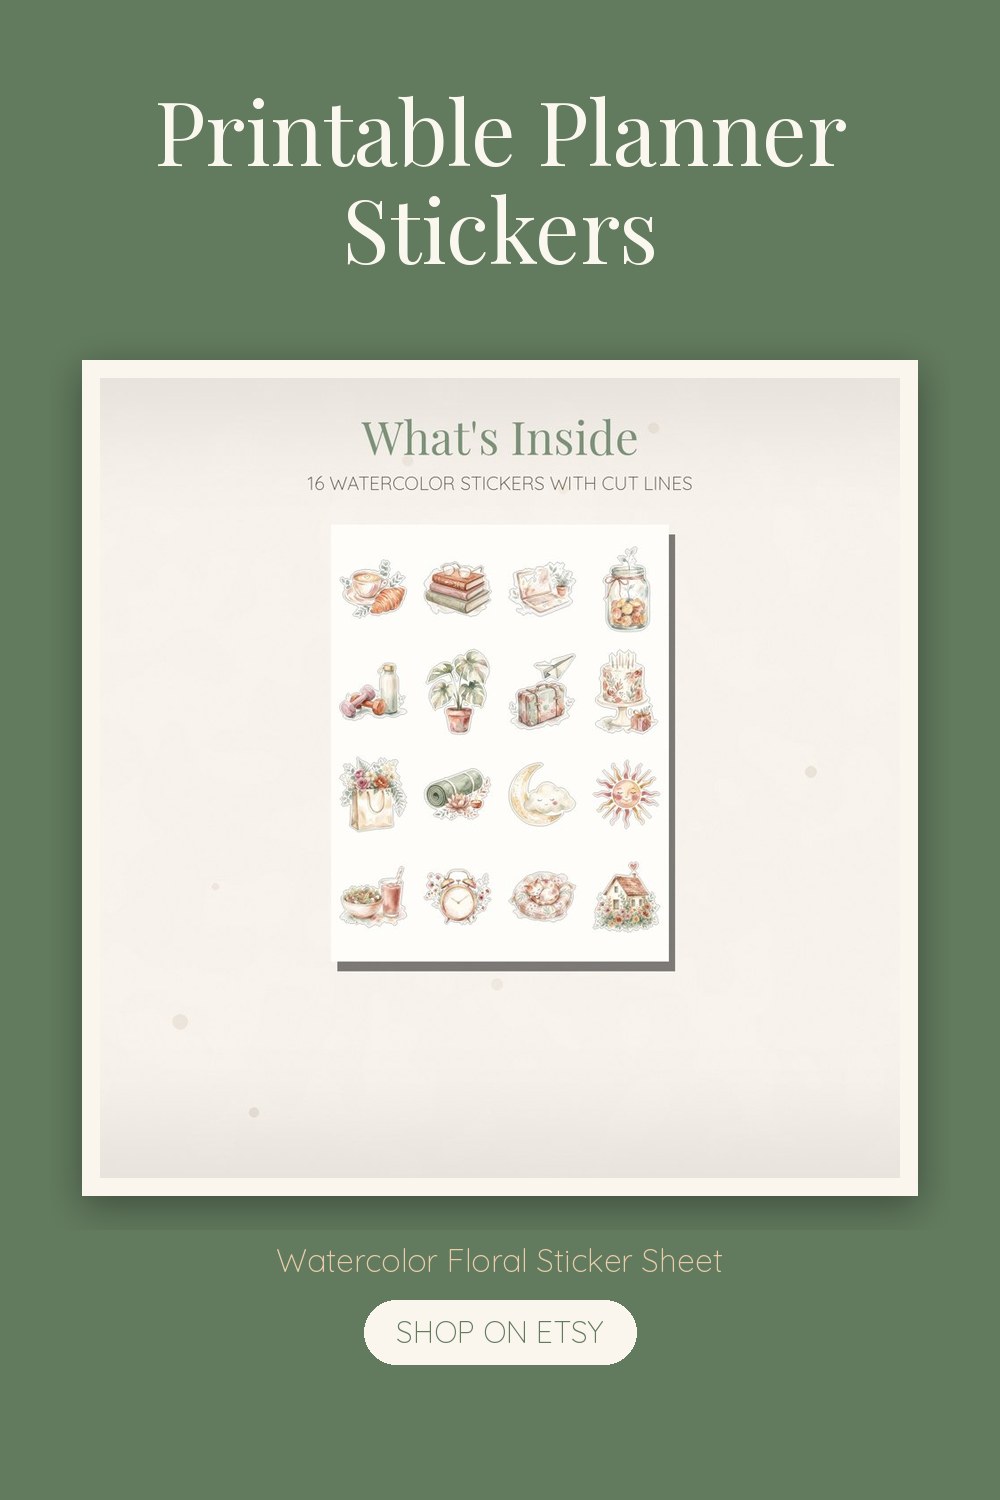 Printable Planner
Stickers
What's Inside
16 WATERCOLOR STICKERS WITH CUT LINES
Watercolor Floral Sticker Sheet
SHOP ON ETSY